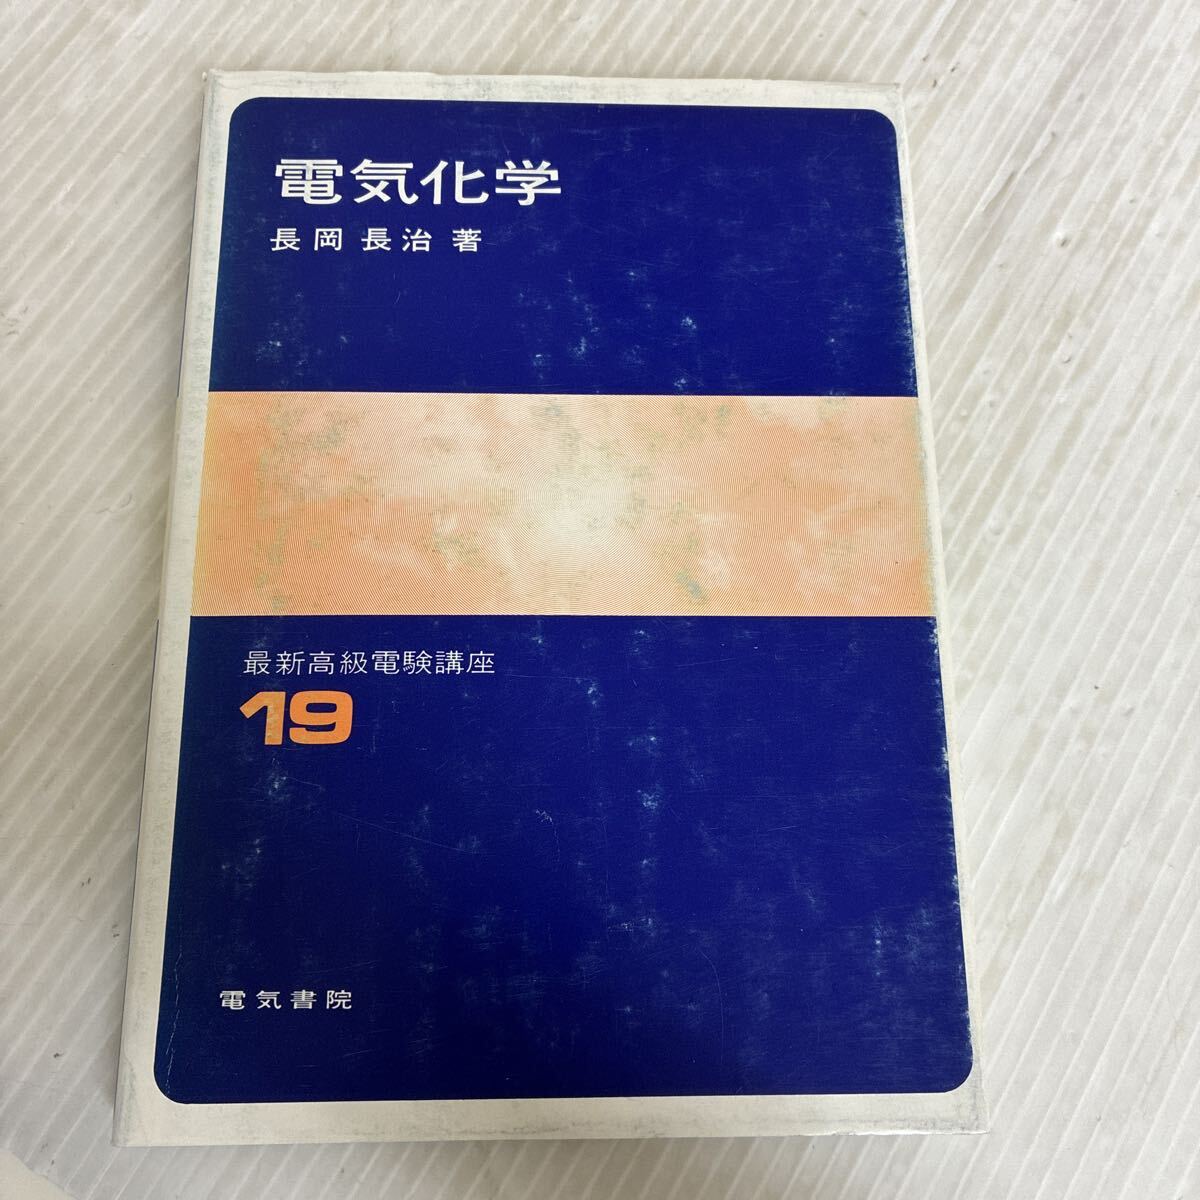 電気化学
長岡 長治 著
最新高級電験講座
19
電気書院